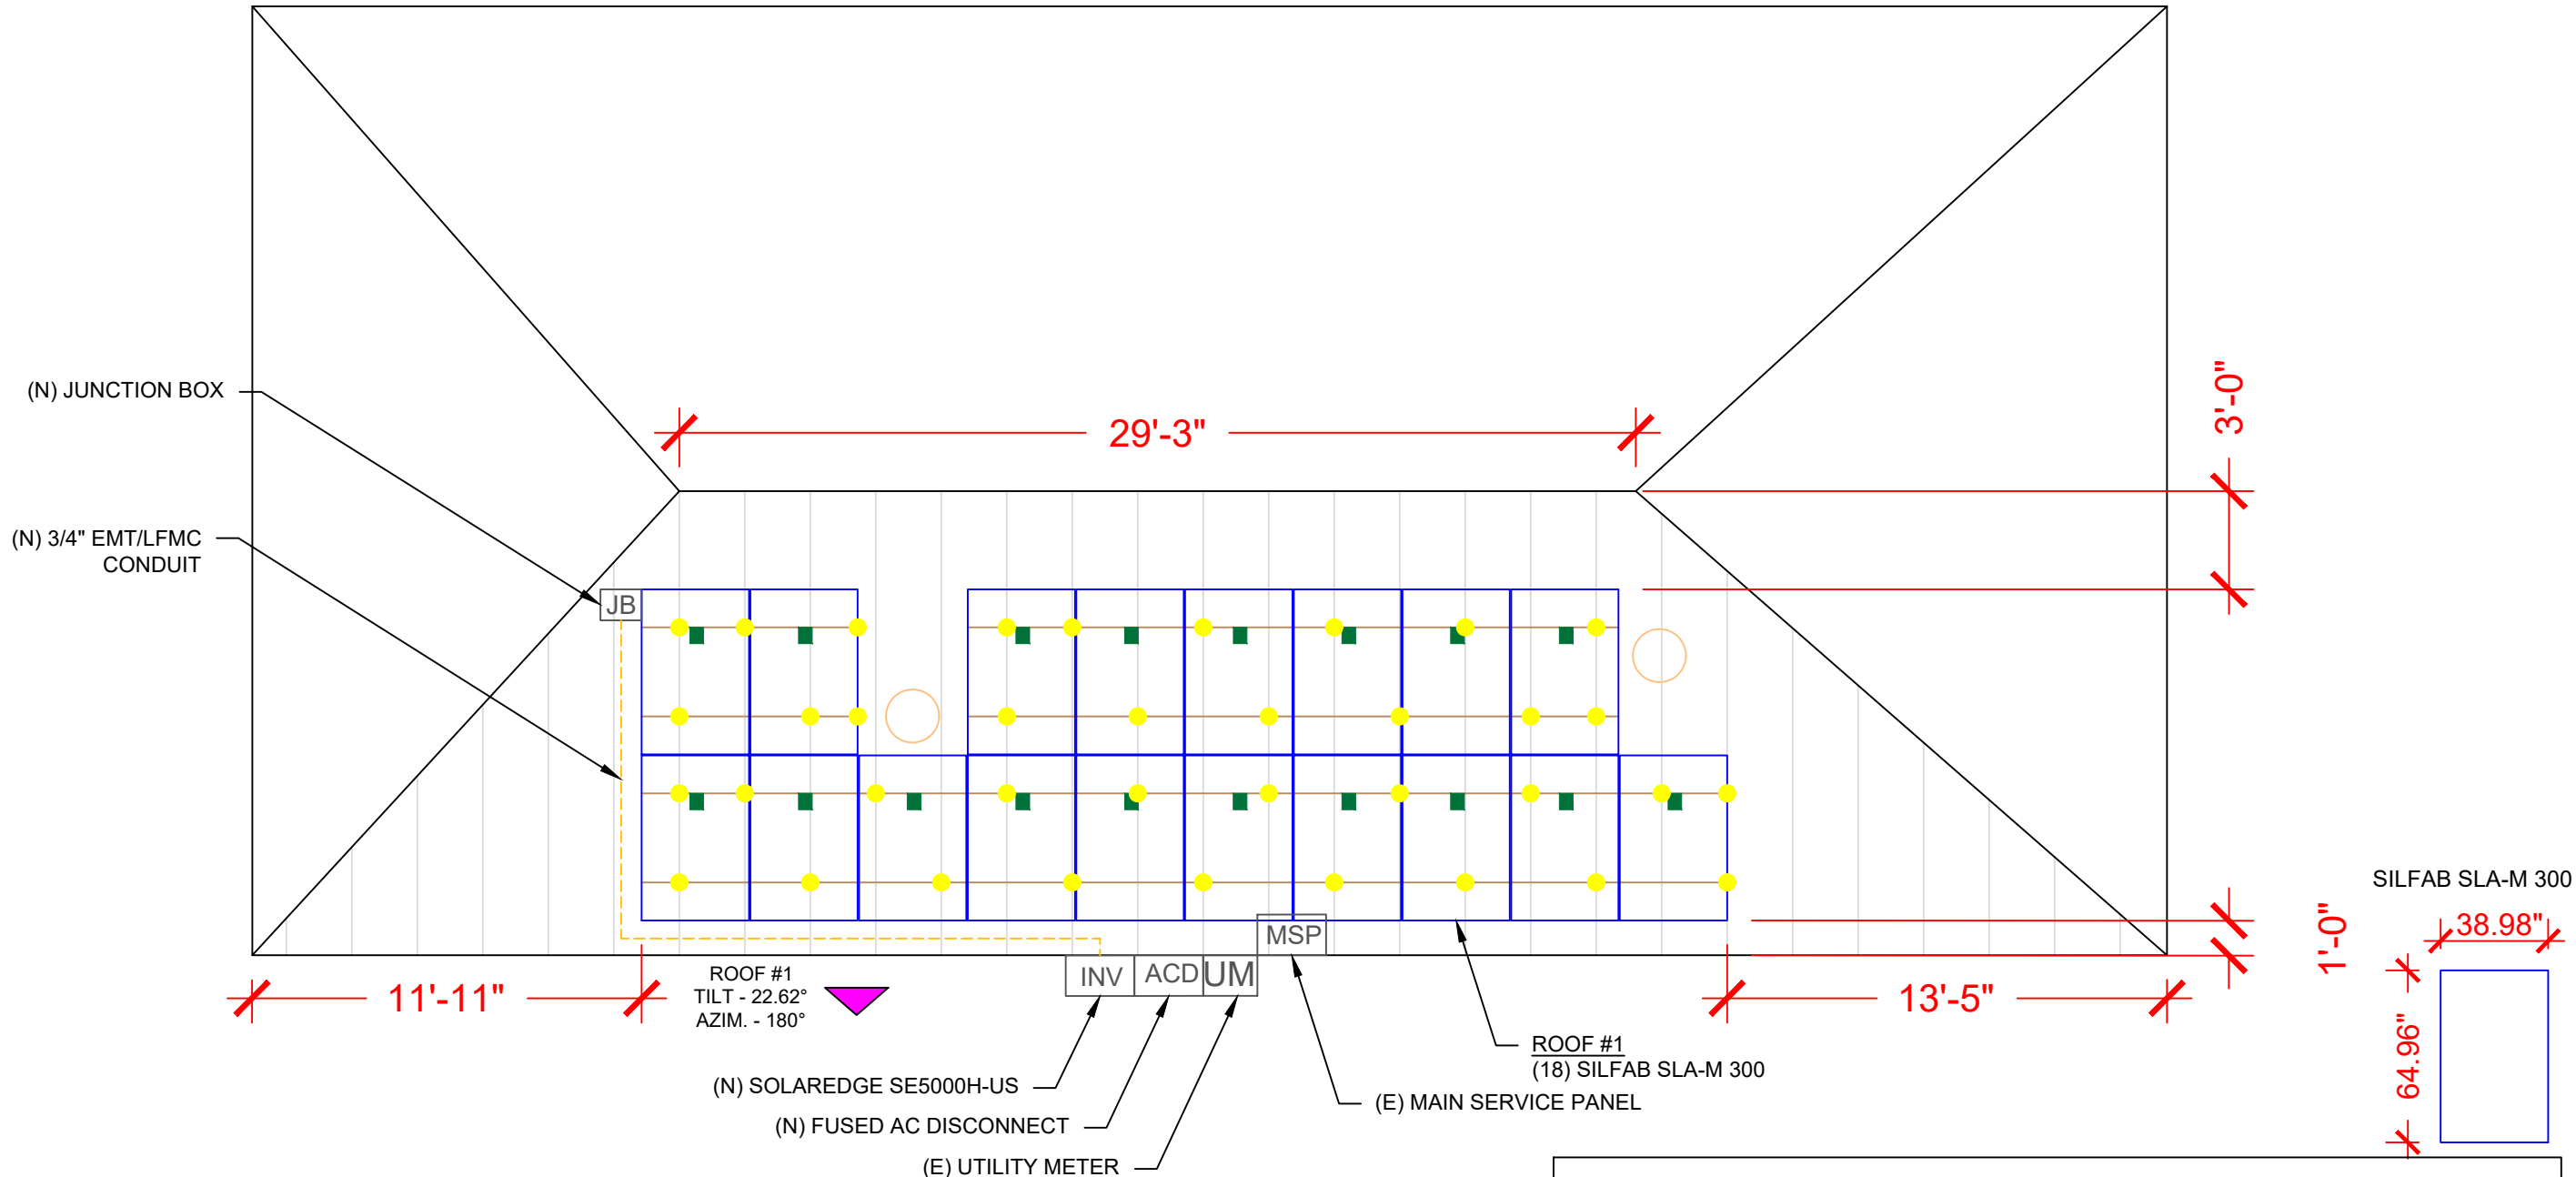 3'-0"
(N) JUNCTION BOX
29'-3"
(N) 3/4" EMT/LFMC
CONDUIT
JB
SILFAB SLA-M 300
38.98"
64.96"
1'-0"
MSP
INV
ACD
UM
11'-11"
ROOF #1
TILT - 22.62°
AZIM. - 180°
13'-5"
ROOF #1
(18) SILFAB SLA-M 300
(N) SOLAREDGE SE5000H-US
(E) MAIN SERVICE PANEL
(N) FUSED AC DISCONNECT
(E) UTILITY METER